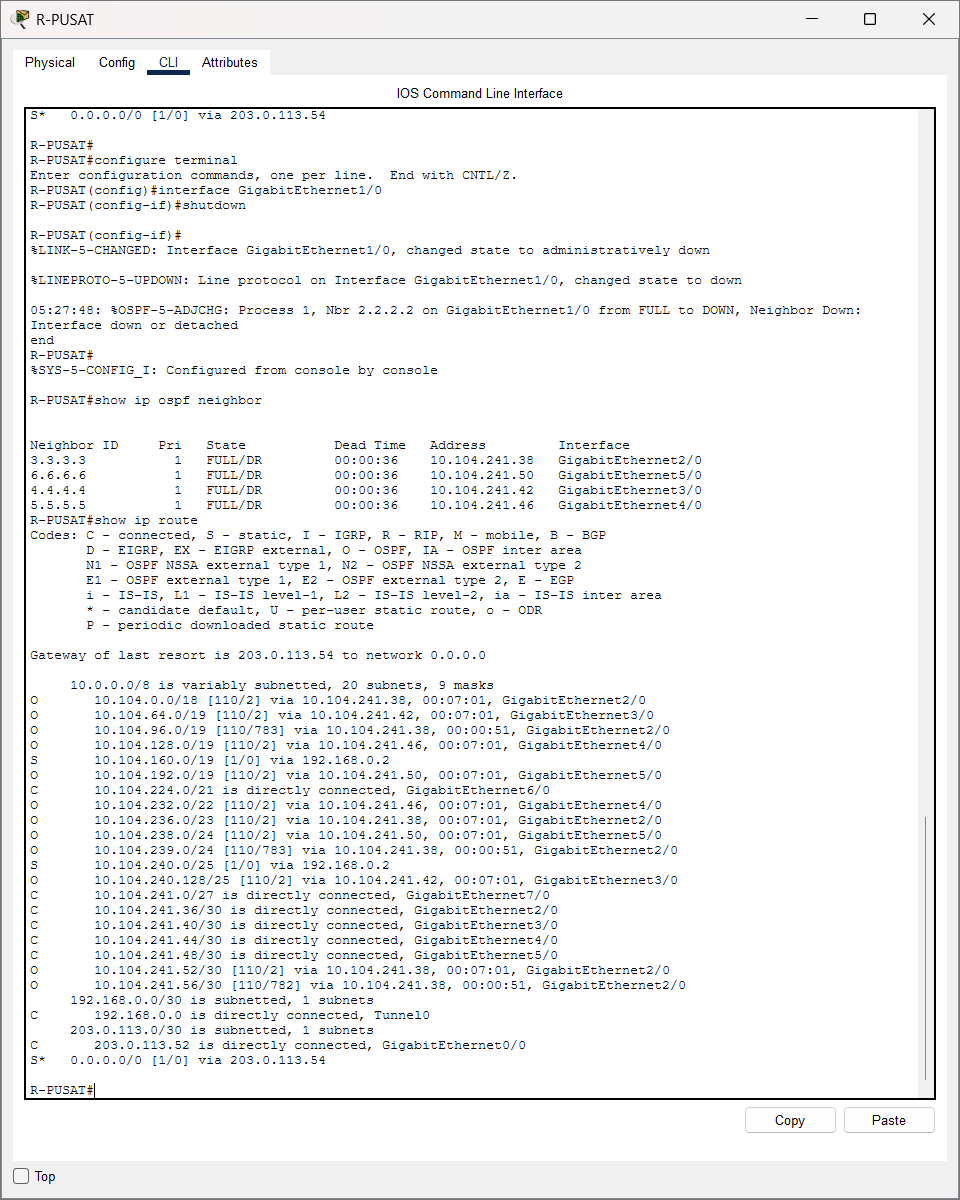 R-PUSAT
Physical Config CLI Attributes
IOS Command Line Interface
S*   0.0.0.0/0 [1/0] via 203.0.113.54

R-PUSAT#
R-PUSAT#configure terminal
Enter configuration commands, one per line.  End with CNTL/Z.
R-PUSAT(config)#interface GigabitEthernet1/0
R-PUSAT(config-if)#shutdown

R-PUSAT(config-if)#
%LINK-5-CHANGED: Interface GigabitEthernet1/0, changed state to administratively down

%LINEPROTO-5-UPDOWN: Line protocol on Interface GigabitEthernet1/0, changed state to down

05:27:48: %OSPF-5-ADJCHG: Process 1, Nbr 2.2.2.2 on GigabitEthernet1/0 from FULL to DOWN, Neighbor Down:
Interface down or detached
end
R-PUSAT#
%SYS-5-CONFIG_I: Configured from console by console

R-PUSAT#show ip ospf neighbor


Neighbor ID     Pri   State           Dead Time   Address         Interface
3.3.3.3           1   FULL/DR         00:00:36    10.104.241.38   GigabitEthernet2/0
6.6.6.6           1   FULL/DR         00:00:36    10.104.241.50   GigabitEthernet5/0
4.4.4.4           1   FULL/DR         00:00:36    10.104.241.42   GigabitEthernet3/0
5.5.5.5           1   FULL/DR         00:00:36    10.104.241.46   GigabitEthernet4/0
R-PUSAT#show ip route
Codes: C - connected, S - static, I - IGRP, R - RIP, M - mobile, B - BGP
       D - EIGRP, EX - EIGRP external, O - OSPF, IA - OSPF inter area
       N1 - OSPF NSSA external type 1, N2 - OSPF NSSA external type 2
       E1 - OSPF external type 1, E2 - OSPF external type 2, E - EGP
       i - IS-IS, L1 - IS-IS level-1, L2 - IS-IS level-2, ia - IS-IS inter area
       * - candidate default, U - per-user static route, o - ODR
       P - periodic downloaded static route

Gateway of last resort is 203.0.113.54 to network 0.0.0.0

     10.0.0.0/8 is variably subnetted, 20 subnets, 9 masks
O       10.104.0.0/18 [110/2] via 10.104.241.38, 00:07:01, GigabitEthernet2/0
O       10.104.64.0/19 [110/2] via 10.104.241.42, 00:07:01, GigabitEthernet3/0
O       10.104.96.0/19 [110/783] via 10.104.241.38, 00:00:51, GigabitEthernet2/0
O       10.104.128.0/19 [110/2] via 10.104.241.46, 00:07:01, GigabitEthernet4/0
S       10.104.160.0/19 [1/0] via 192.168.0.2
O       10.104.192.0/19 [110/2] via 10.104.241.50, 00:07:01, GigabitEthernet5/0
C       10.104.224.0/21 is directly connected, GigabitEthernet6/0
O       10.104.232.0/22 [110/2] via 10.104.241.46, 00:07:01, GigabitEthernet4/0
O       10.104.236.0/23 [110/2] via 10.104.241.38, 00:07:01, GigabitEthernet2/0
O       10.104.238.0/24 [110/2] via 10.104.241.50, 00:07:01, GigabitEthernet5/0
O       10.104.239.0/24 [110/783] via 10.104.241.38, 00:00:51, GigabitEthernet2/0
S       10.104.240.0/25 [1/0] via 192.168.0.2
O       10.104.240.128/25 [110/2] via 10.104.241.42, 00:07:01, GigabitEthernet3/0
C       10.104.241.0/27 is directly connected, GigabitEthernet7/0
C       10.104.241.36/30 is directly connected, GigabitEthernet2/0
C       10.104.241.40/30 is directly connected, GigabitEthernet3/0
C       10.104.241.44/30 is directly connected, GigabitEthernet4/0
C       10.104.241.48/30 is directly connected, GigabitEthernet5/0
O       10.104.241.52/30 [110/2] via 10.104.241.38, 00:07:01, GigabitEthernet2/0
O       10.104.241.56/30 [110/782] via 10.104.241.38, 00:00:51, GigabitEthernet2/0
     192.168.0.0/30 is subnetted, 1 subnets
C       192.168.0.0 is directly connected, Tunnel0
     203.0.113.0/30 is subnetted, 1 subnets
C       203.0.113.52 is directly connected, GigabitEthernet0/0
S*   0.0.0.0/0 [1/0] via 203.0.113.54

R-PUSAT#
Copy Paste
Top